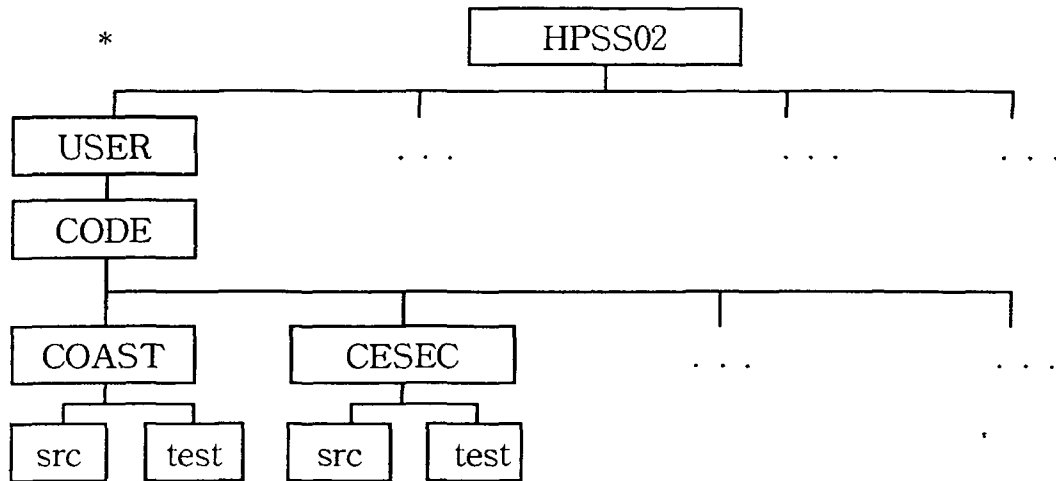 * HPSS02
USER . . . . . . . . .
CODE
COAST CESEC . . . . . .
src test src test